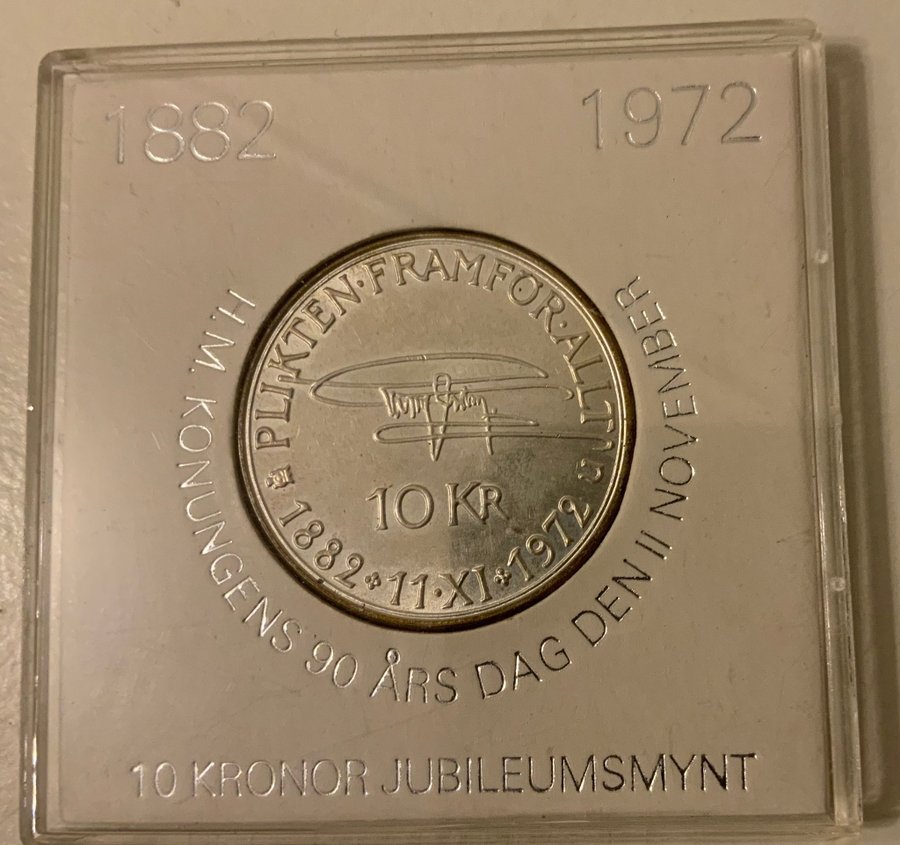 1882 1972
H.M. KONUNGENS 90 ÅRS DAG DEN 11 NOVEMBER
PLIKTEN·FRAMFÖR·ALLT
10 KR
1882 11·XI 1972
10 KRONOR JUBILEUMSMYNT